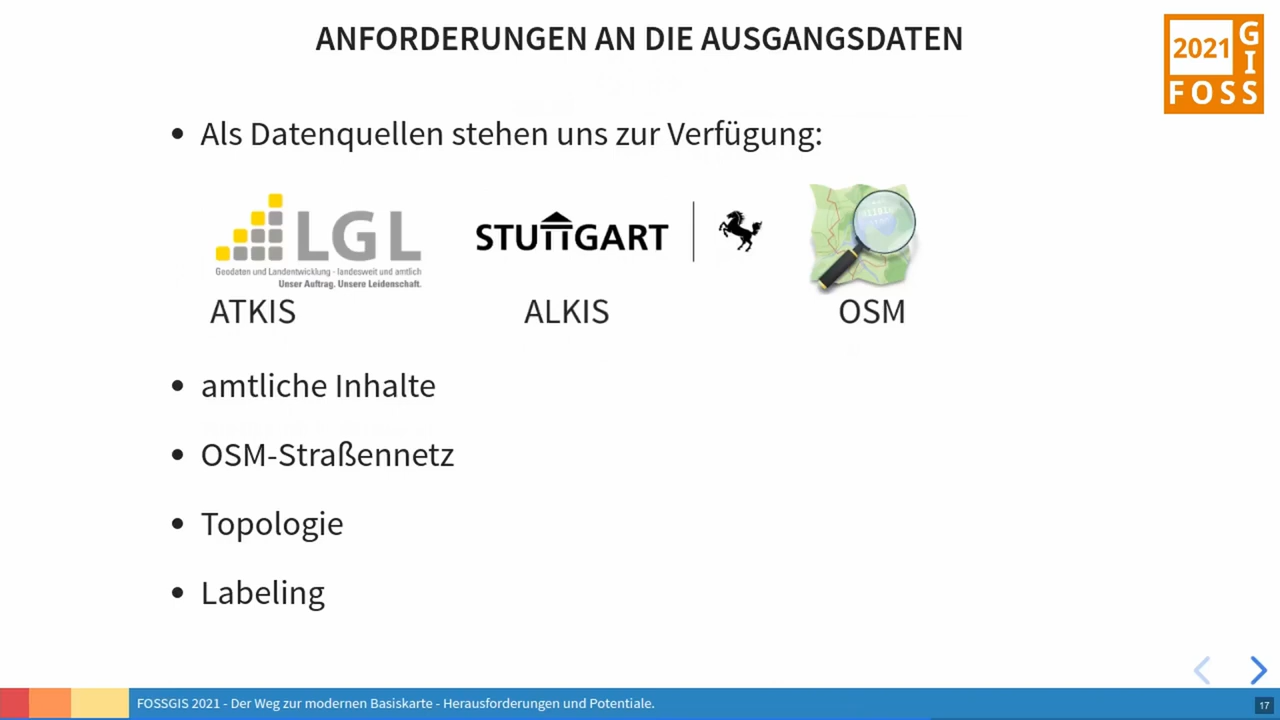 ANFORDERUNGEN AN DIE AUSGANGSDATEN
2021 GI
FOSS
• Als Datenquellen stehen uns zur Verfügung:
LGL
Geodaten und Landentwicklung - landesweit und amtlich
Unser Auftrag. Unsere Leidenschaft.
STUTTGART
ATKIS
ALKIS
OSM
• amtliche Inhalte
• OSM-Straßennetz
• Topologie
• Labeling
FOSSGIS 2021 - Der Weg zur modernen Basiskarte - Herausforderungen und Potentiale.
17